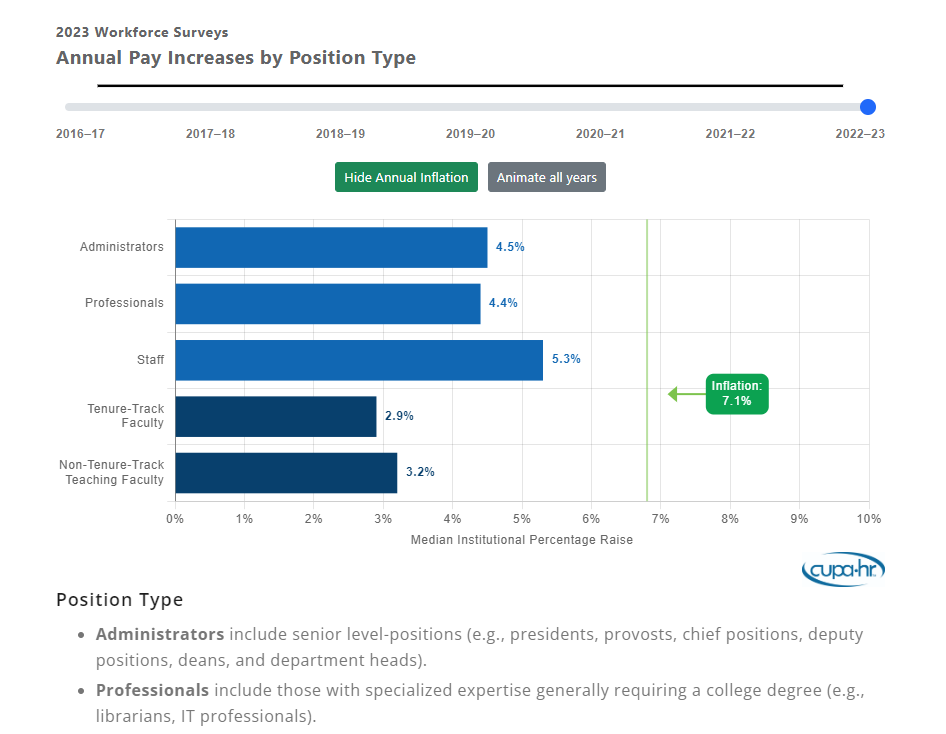 2023 Workforce Surveys
Annual Pay Increases by Position Type
2016–17 2017–18 2018–19 2019–20 2020–21 2021–22 2022–23
Hide Annual Inflation Animate all years
Administrators 4.5%
Professionals 4.4%
Staff 5.3%
Inflation:
7.1%
Tenure-Track
Faculty
2.9%
Non-Tenure-Track
Teaching Faculty
3.2%
0% 1% 2% 3% 4% 5% 6% 7% 8% 9% 10%
Median Institutional Percentage Raise
cupa-hr
Position Type
• Administrators include senior level-positions (e.g., presidents, provosts, chief positions, deputy
positions, deans, and department heads).
• Professionals include those with specialized expertise generally requiring a college degree (e.g.,
librarians, IT professionals).